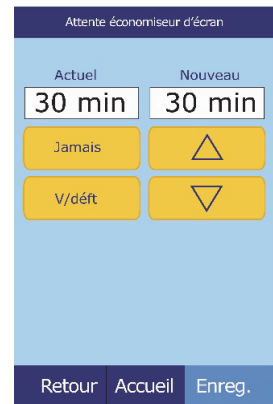 Attente économiseur d'écran
Actuel Nouveau
30 min 30 min
Jamais
V/déft
Retour Accueil Enreg.